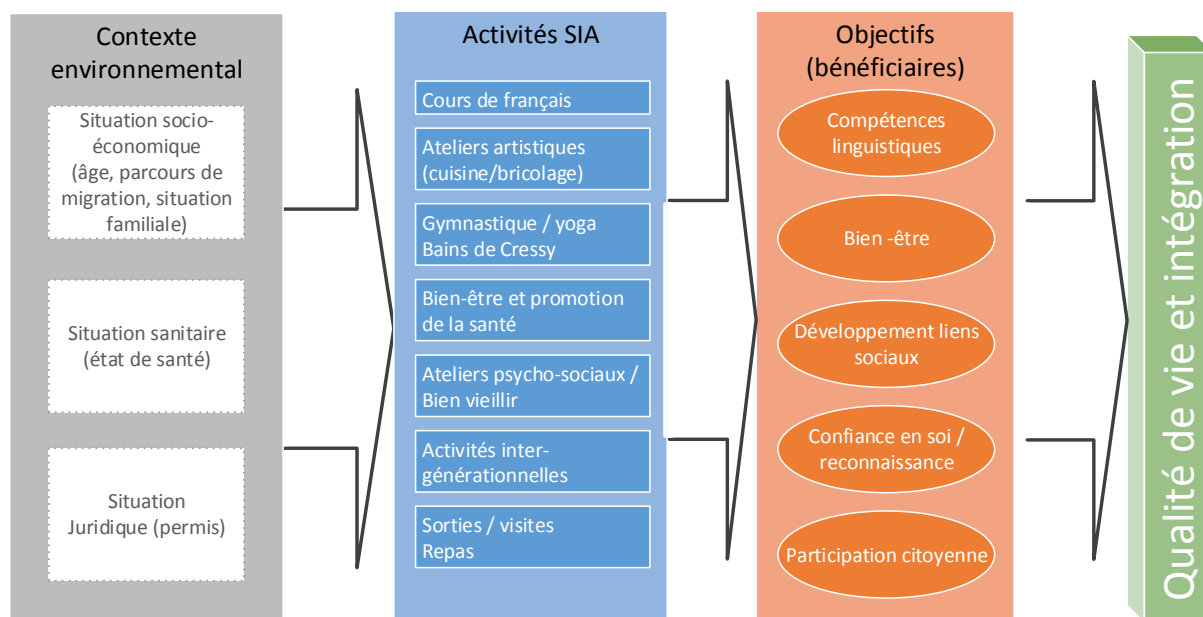 Contexte
environnemental
Situation socio-
économique
(âge, parcours de
migration, situation
familiale)
Situation sanitaire
(état de santé)
Situation
Juridique (permis)
Activités SIA
Cours de français
Ateliers artistiques
(cuisine/bricolage)
Gymnastique / yoga
Bains de Cressy
Bien-être et promotion
de la santé
Ateliers psycho-sociaux /
Bien vieillir
Activités inter-
générationnelles
Sorties / visites
Repas
Objectifs
(bénéficiaires)
Compétences
linguistiques
Bien -être
Développement liens
sociaux
Confiance en soi /
reconnaissance
Participation citoyenne
Qualité de vie et intégration